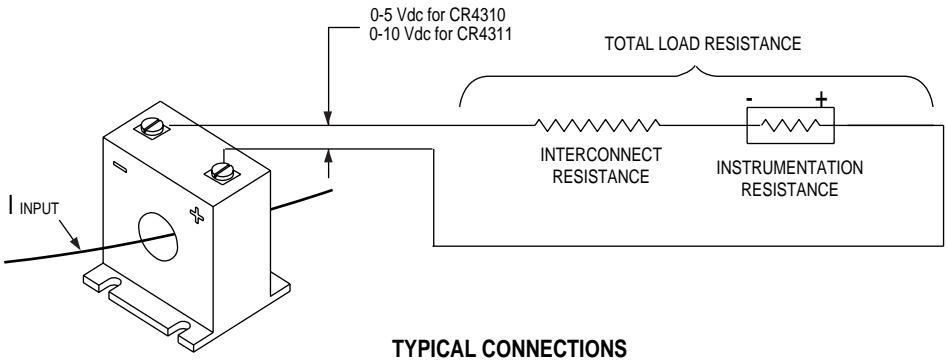 0-5 Vdc for CR4310
0-10 Vdc for CR4311
TOTAL LOAD RESISTANCE
- +
INTERCONNECT
RESISTANCE
INSTRUMENTATION
RESISTANCE
I INPUT
-
+
TYPICAL CONNECTIONS